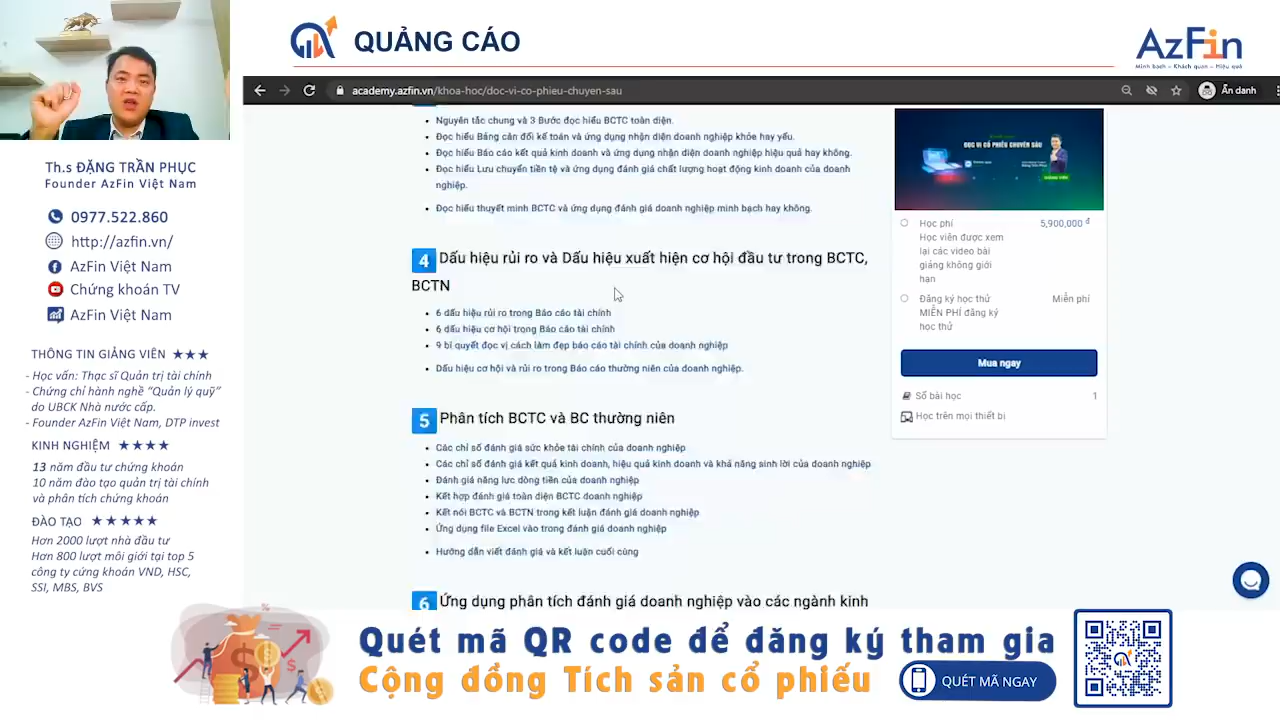 QUẢNG CÁO
AzFin
Minh bạch - Khách quan - Hiệu quả
academy.azfin.vn/khoa-hoc/doc-vi-co-phieu-chuyen-sau
Ẩn danh
Th.s ĐẶNG TRẦN PHỤC
Founder AzFin Việt Nam
0977.522.860
http://azfin.vn/
AzFin Việt Nam
Chứng khoán TV
AzFin Việt Nam
THÔNG TIN GIẢNG VIÊN ★★★
- Học vấn: Thạc sĩ Quản trị tài chính
- Chứng chỉ hành nghề “Quản lý quỹ”
do UBCK Nhà nước cấp.
- Founder AzFin Việt Nam, DTP invest
KINH NGHIỆM ★★★★
13 năm đầu tư chứng khoán
10 năm đào tạo quản trị tài chính
và phân tích chứng khoán
ĐÀO TẠO ★★★★★
Hơn 2000 lượt nhà đầu tư
Hơn 800 lượt môi giới tại top 5
công ty cứng khoán VND, HSC,
SSI, MBS, BVS
• Nguyên tắc chung và 3 Bước đọc hiểu BCTC toàn diện.
• Đọc hiểu Bảng cân đối kế toán và ứng dụng nhận diện doanh nghiệp khỏe hay yếu.
• Đọc hiểu Báo cáo kết quả kinh doanh và ứng dụng nhận diện doanh nghiệp hiệu quả hay không.
• Đọc hiểu Lưu chuyển tiền tệ và ứng dụng đánh giá chất lượng hoạt động kinh doanh của doanh
nghiệp.
• Đọc hiểu thuyết minh BCTC và ứng dụng đánh giá doanh nghiệp minh bạch hay không.
4 Dấu hiệu rủi ro và Dấu hiệu xuất hiện cơ hội đầu tư trong BCTC,
BCTN
• 6 dấu hiệu rủi ro trong Báo cáo tài chính
• 6 dấu hiệu cơ hội trong Báo cáo tài chính
• 9 bí quyết đọc vị cách làm đẹp báo cáo tài chính của doanh nghiệp
• Dấu hiệu cơ hội và rủi ro trong Báo cáo thường niên của doanh nghiệp.
5 Phân tích BCTC và BC thường niên
• Các chỉ số đánh giá sức khỏe tài chính của doanh nghiệp
• Các chỉ số đánh giá kết quả kinh doanh, hiệu quả kinh doanh và khả năng sinh lời của doanh nghiệp
• Đánh giá năng lực dòng tiền của doanh nghiệp
• Kết hợp đánh giá toàn diện BCTC doanh nghiệp
• Kết nối BCTC và BCTN trong kết luận đánh giá doanh nghiệp
• Ứng dụng file Excel vào trong đánh giá doanh nghiệp
• Hướng dẫn viết đánh giá và kết luận cuối cùng
6 Ứng dụng phân tích đánh giá doanh nghiệp vào các ngành kinh
ĐỌC VỊ CỔ PHIẾU CHUYÊN SÂU
Học phí 5,900,000 đ
Học viên được xem
lại các video bài
giảng không giới
hạn
Đăng ký học thử Miễn phí
MIỄN PHÍ đăng ký
học thử
Mua ngay
Số bài học 1
Học trên mọi thiết bị
Quét mã QR code để đăng ký tham gia
Cộng đồng Tích sản cổ phiếu
QUÉT MÃ NGAY